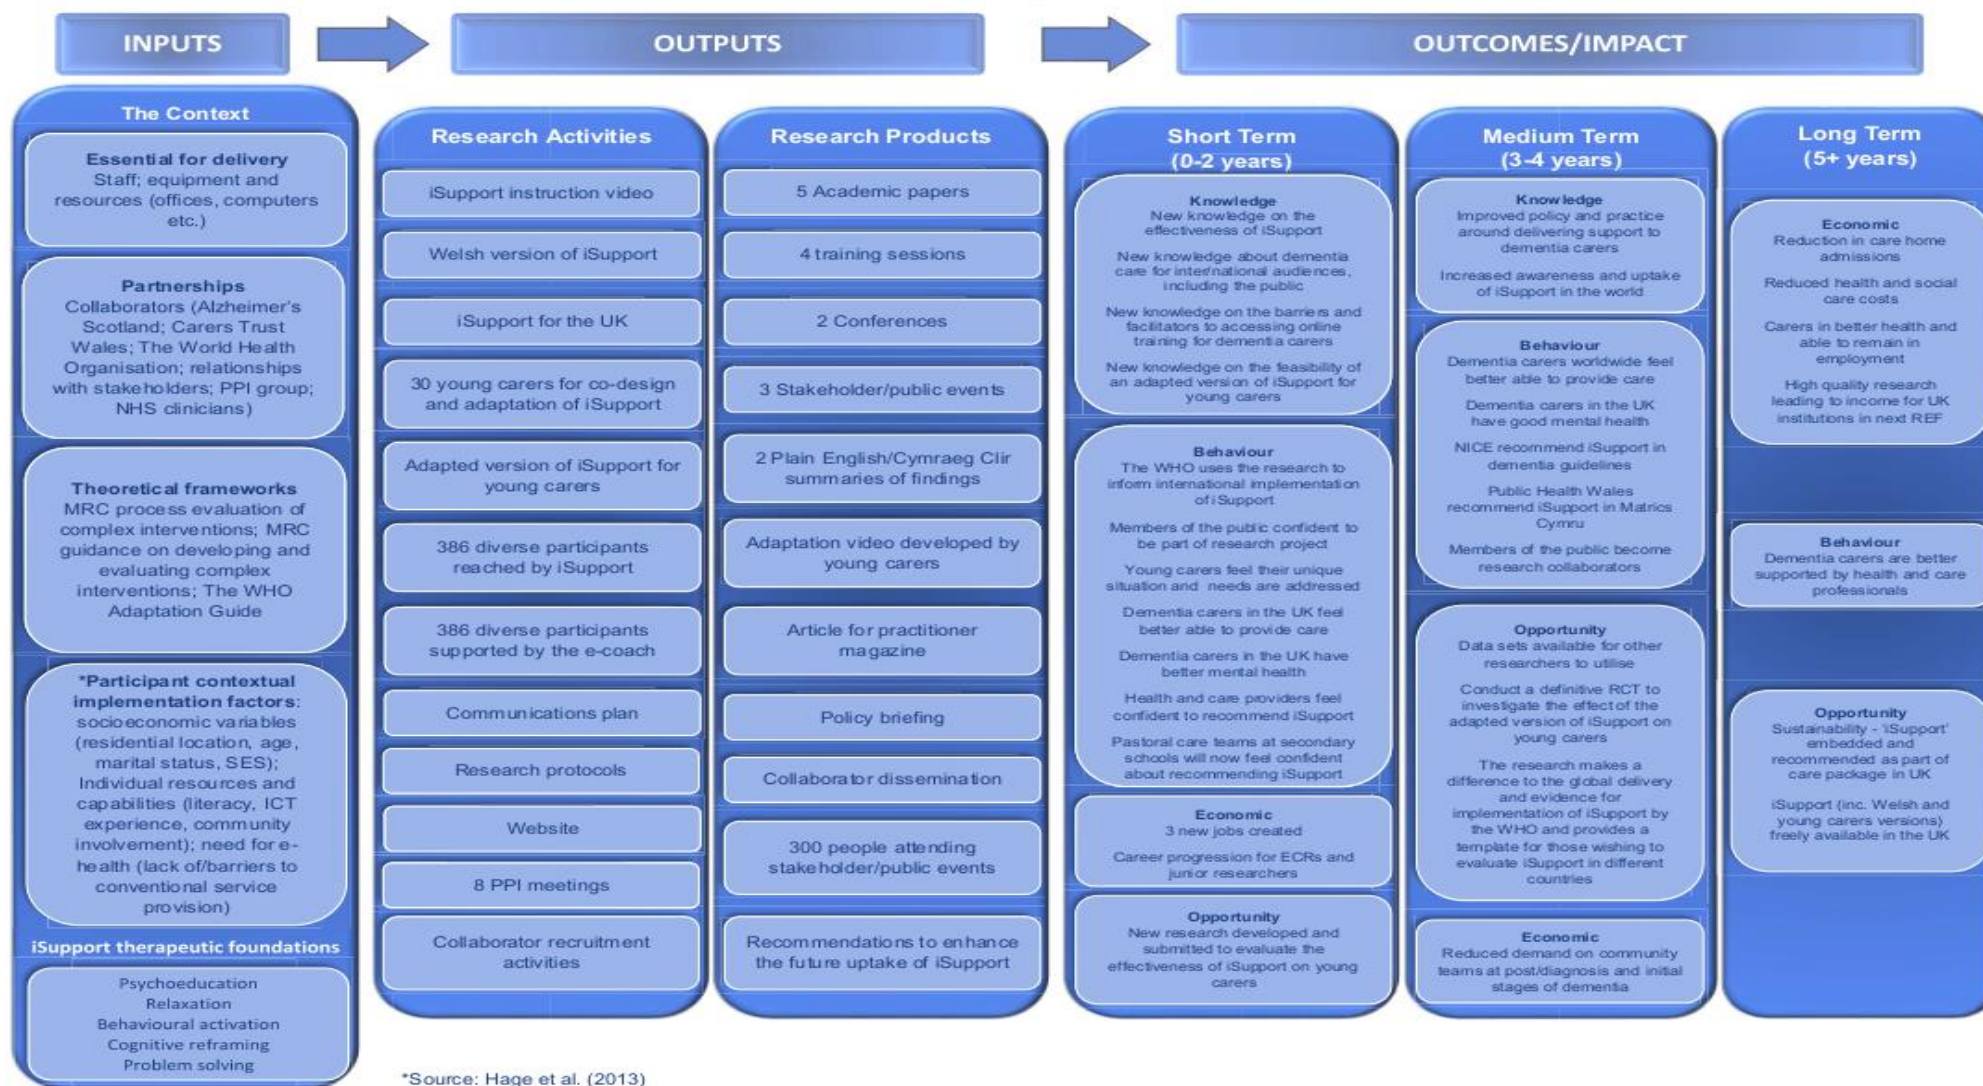 INPUTS
OUTPUTS
OUTCOMES/IMPACT
The Context
Essential for delivery
Staff; equipment and
resources (offices, computers
etc.)
Partnerships
Collaborators (Alzheimer's
Scotland; Carers Trust
Wales; The World Health
Organisation; relationships
with stakeholders; PPI group;
NHS clinicians)
Theoretical frameworks
MRC process evaluation of
complex interventions; MRC
guidance on developing and
evaluating complex
interventions; The WHO
Adaptation Guide
*Participant contextual
implementation factors:
socioeconomic variables
(residential location, age,
marital status, SES);
Individual resources and
capabilities (literacy, ICT
experience, community
involvement); need for e-
health (lack of/barriers to
conventional service
provision)
iSupport therapeutic foundations
Psychoeducation
Relaxation
Behavioural activation
Cognitive reframing
Problem solving
Research Activities
iSupport instruction video
Welsh version of iSupport
iSupport for the UK
30 young carers for co-design
and adaptation of iSupport
Adapted version of iSupport for
young carers
386 diverse participants
reached by iSupport
386 diverse participants
supported by the e-coach
Communications plan
Research protocols
Website
8 PPI meetings
Collaborator recruitment
activities
Research Products
5 Academic papers
4 training sessions
2 Conferences
3 Stakeholder/public events
2 Plain English/Cymraeg Clir
summaries of findings
Adaptation video developed by
young carers
Article for practitioner
magazine
Policy briefing
Collaborator dissemination
300 people attending
stakeholder/public events
Recommendations to enhance
the future uptake of iSupport
Short Term
(0-2 years)
Knowledge
New knowledge on the
effectiveness of iSupport
New knowledge about dementia
care for inter/national audiences,
including the public
New knowledge on the barriers and
facilitators to accessing online
training for dementia carers
New knowledge on the feasibility of
an adapted version of iSupport for
young carers
Behaviour
The WHO uses the research to
inform international implementation
of iSupport
Members of the public confident to
be part of research project
Young carers feel their unique
situation and needs are addressed
Dementia carers in the UK feel
better able to provide care
Dementia carers in the UK have
better mental health
Health and care providers feel
confident to recommend iSupport
Pastoral care teams at secondary
schools will now feel confident
about recommending iSupport
Economic
3 new jobs created
Career progression for ECRs and
junior researchers
Opportunity
New research developed and
submitted to evaluate the
effectiveness of iSupport on young
carers
Medium Term
(3-4 years)
Knowledge
Improved policy and practice
around delivering support to
dementia carers
Increased awareness and uptake
of iSupport in the world
Behaviour
Dementia carers worldwide feel
better able to provide care
Dementia carers in the UK
have good mental health
NICE recommend iSupport in
dementia guidelines
Public Health Wales
recommend iSupport in Matrics
Cymru
Members of the public become
research collaborators
Opportunity
Data sets available for other
researchers to utilise
Conduct a definitive RCT to
investigate the effect of the
adapted version of iSupport on
young carers
The research makes a
difference to the global delivery
and evidence for
implementation of iSupport by
the WHO and provides a
template for those wishing to
evaluate iSupport in different
countries
Economic
Reduced demand on community
teams at post/diagnosis and initial
stages of dementia
Long Term
(5+ years)
Economic
Reduction in care home
admissions
Reduced health and social
care costs
Carers in better health and
able to remain in
employment
High quality research
leading to income for UK
institutions in next REF
Behaviour
Dementia carers are better
supported by health and care
professionals
Opportunity
Sustainability - 'iSupport'
embedded and
recommended as part of
care package in UK
iSupport (inc. Welsh and
young carers versions)
freely available in the UK
*Source: Hage et al. (2013)